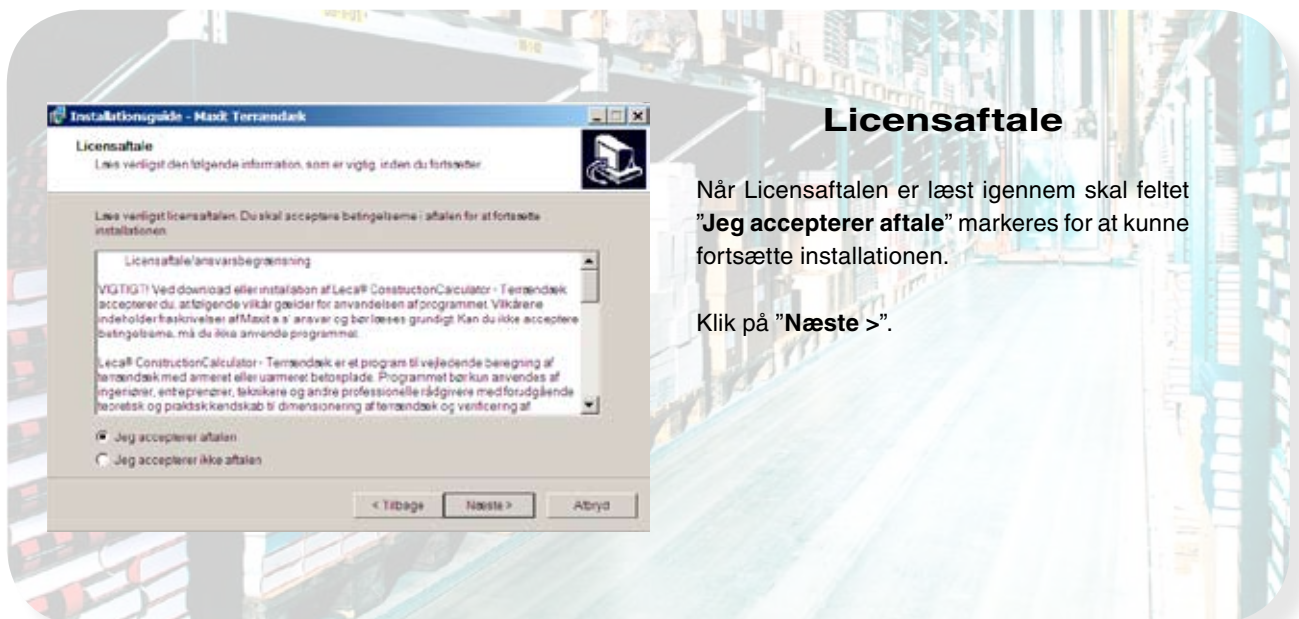 Installationsguide - Maxit Terrændæk
Licensaftale
Læs venligst den følgende information, som er vigtig, inden du fortsætter.
Læs venligst licensaftalen. Du skal acceptere betingelserne i aftalen for at fortsætte
installationen.
Licensaftale/ansvarsbegrænsning
VIGTIGT! Ved download eller installation af Leca® ConstructionCalculator - Terrændæk
accepterer du, at følgende vilkår gælder for anvendelsen af programmet. Vilkårene
indeholder fraskrivelser af Maxit a.s' ansvar og bør læses grundigt. Kan du ikke acceptere
betingelserne, må du ikke anvende programmet.
Leca® ConstructionCalculator - Terrændæk er et program til vejledende beregning af
terrændæk med armeret eller uarmeret betonplade. Programmet bør kun anvendes af
ingeniører, entreprenører, teknikere og andre professionelle rådgivere med forudgående
teoretisk og praktisk kendskab til dimensionering af terrændæk og verificering af
Jeg accepterer aftalen
Jeg accepterer ikke aftalen
< Tilbage
Næste >
Afbryd
Licensaftale
Når Licensaftalen er læst igennem skal feltet
”Jeg accepterer aftale” markeres for at kunne
fortsætte installationen.
Klik på ”Næste >”.